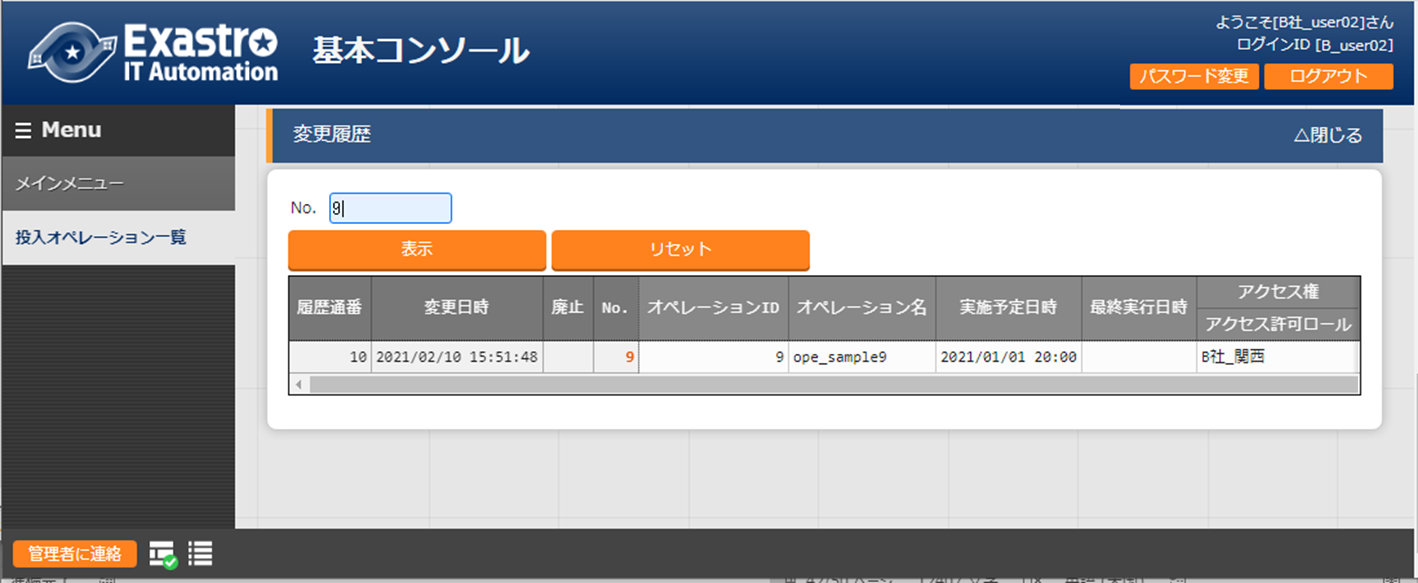 Exastro
IT Automation
基本コンソール
ようこそ[B社_user02]さん
ログインID [B_user02]
パスワード変更
ログアウト
Menu
メインメニュー
投入オペレーション一覧
変更履歴
△閉じる
No. 9
表示
リセット
履歴通番 変更日時 廃止 No. オペレーションID オペレーション名 実施予定日時 最終実行日時 アクセス権
アクセス許可ロール
10 2021/02/10 15:51:48 9 9 ope_sample9 2021/01/01 20:00 B社_関西
管理者に連絡